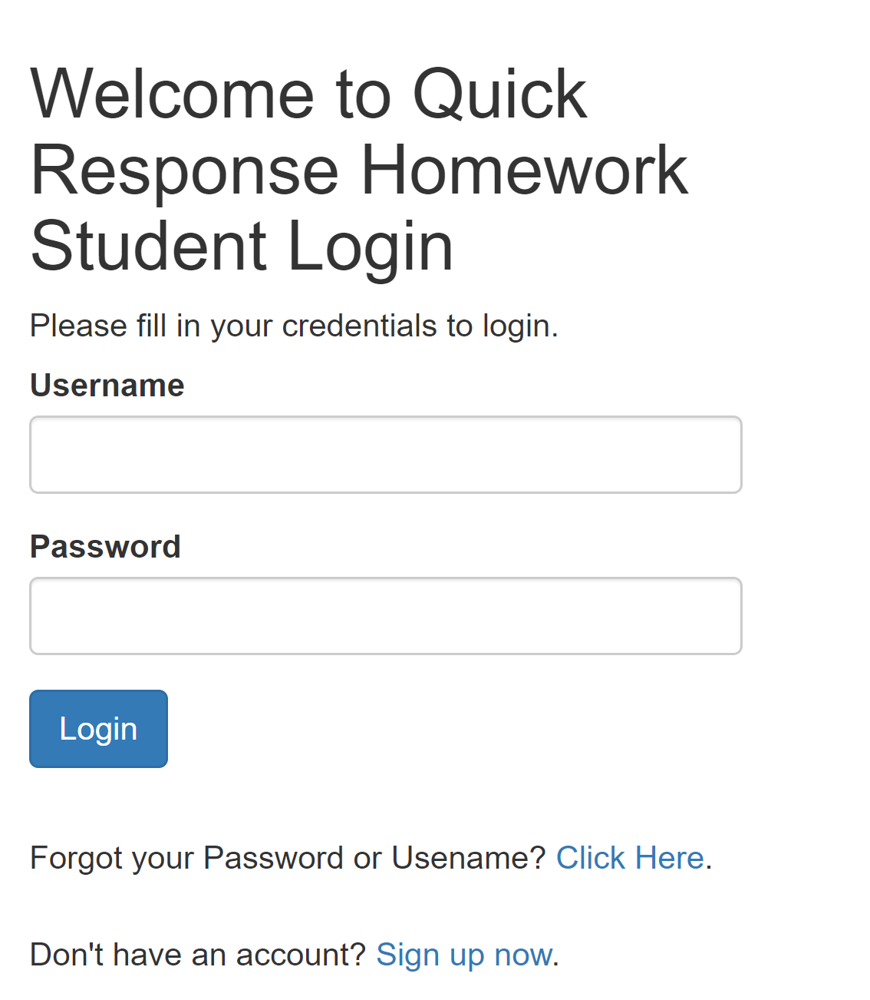 Welcome to Quick
Response Homework
Student Login
Please fill in your credentials to login.
Username
Password
Login
Forgot your Password or Usename? Click Here.
Don't have an account? Sign up now.